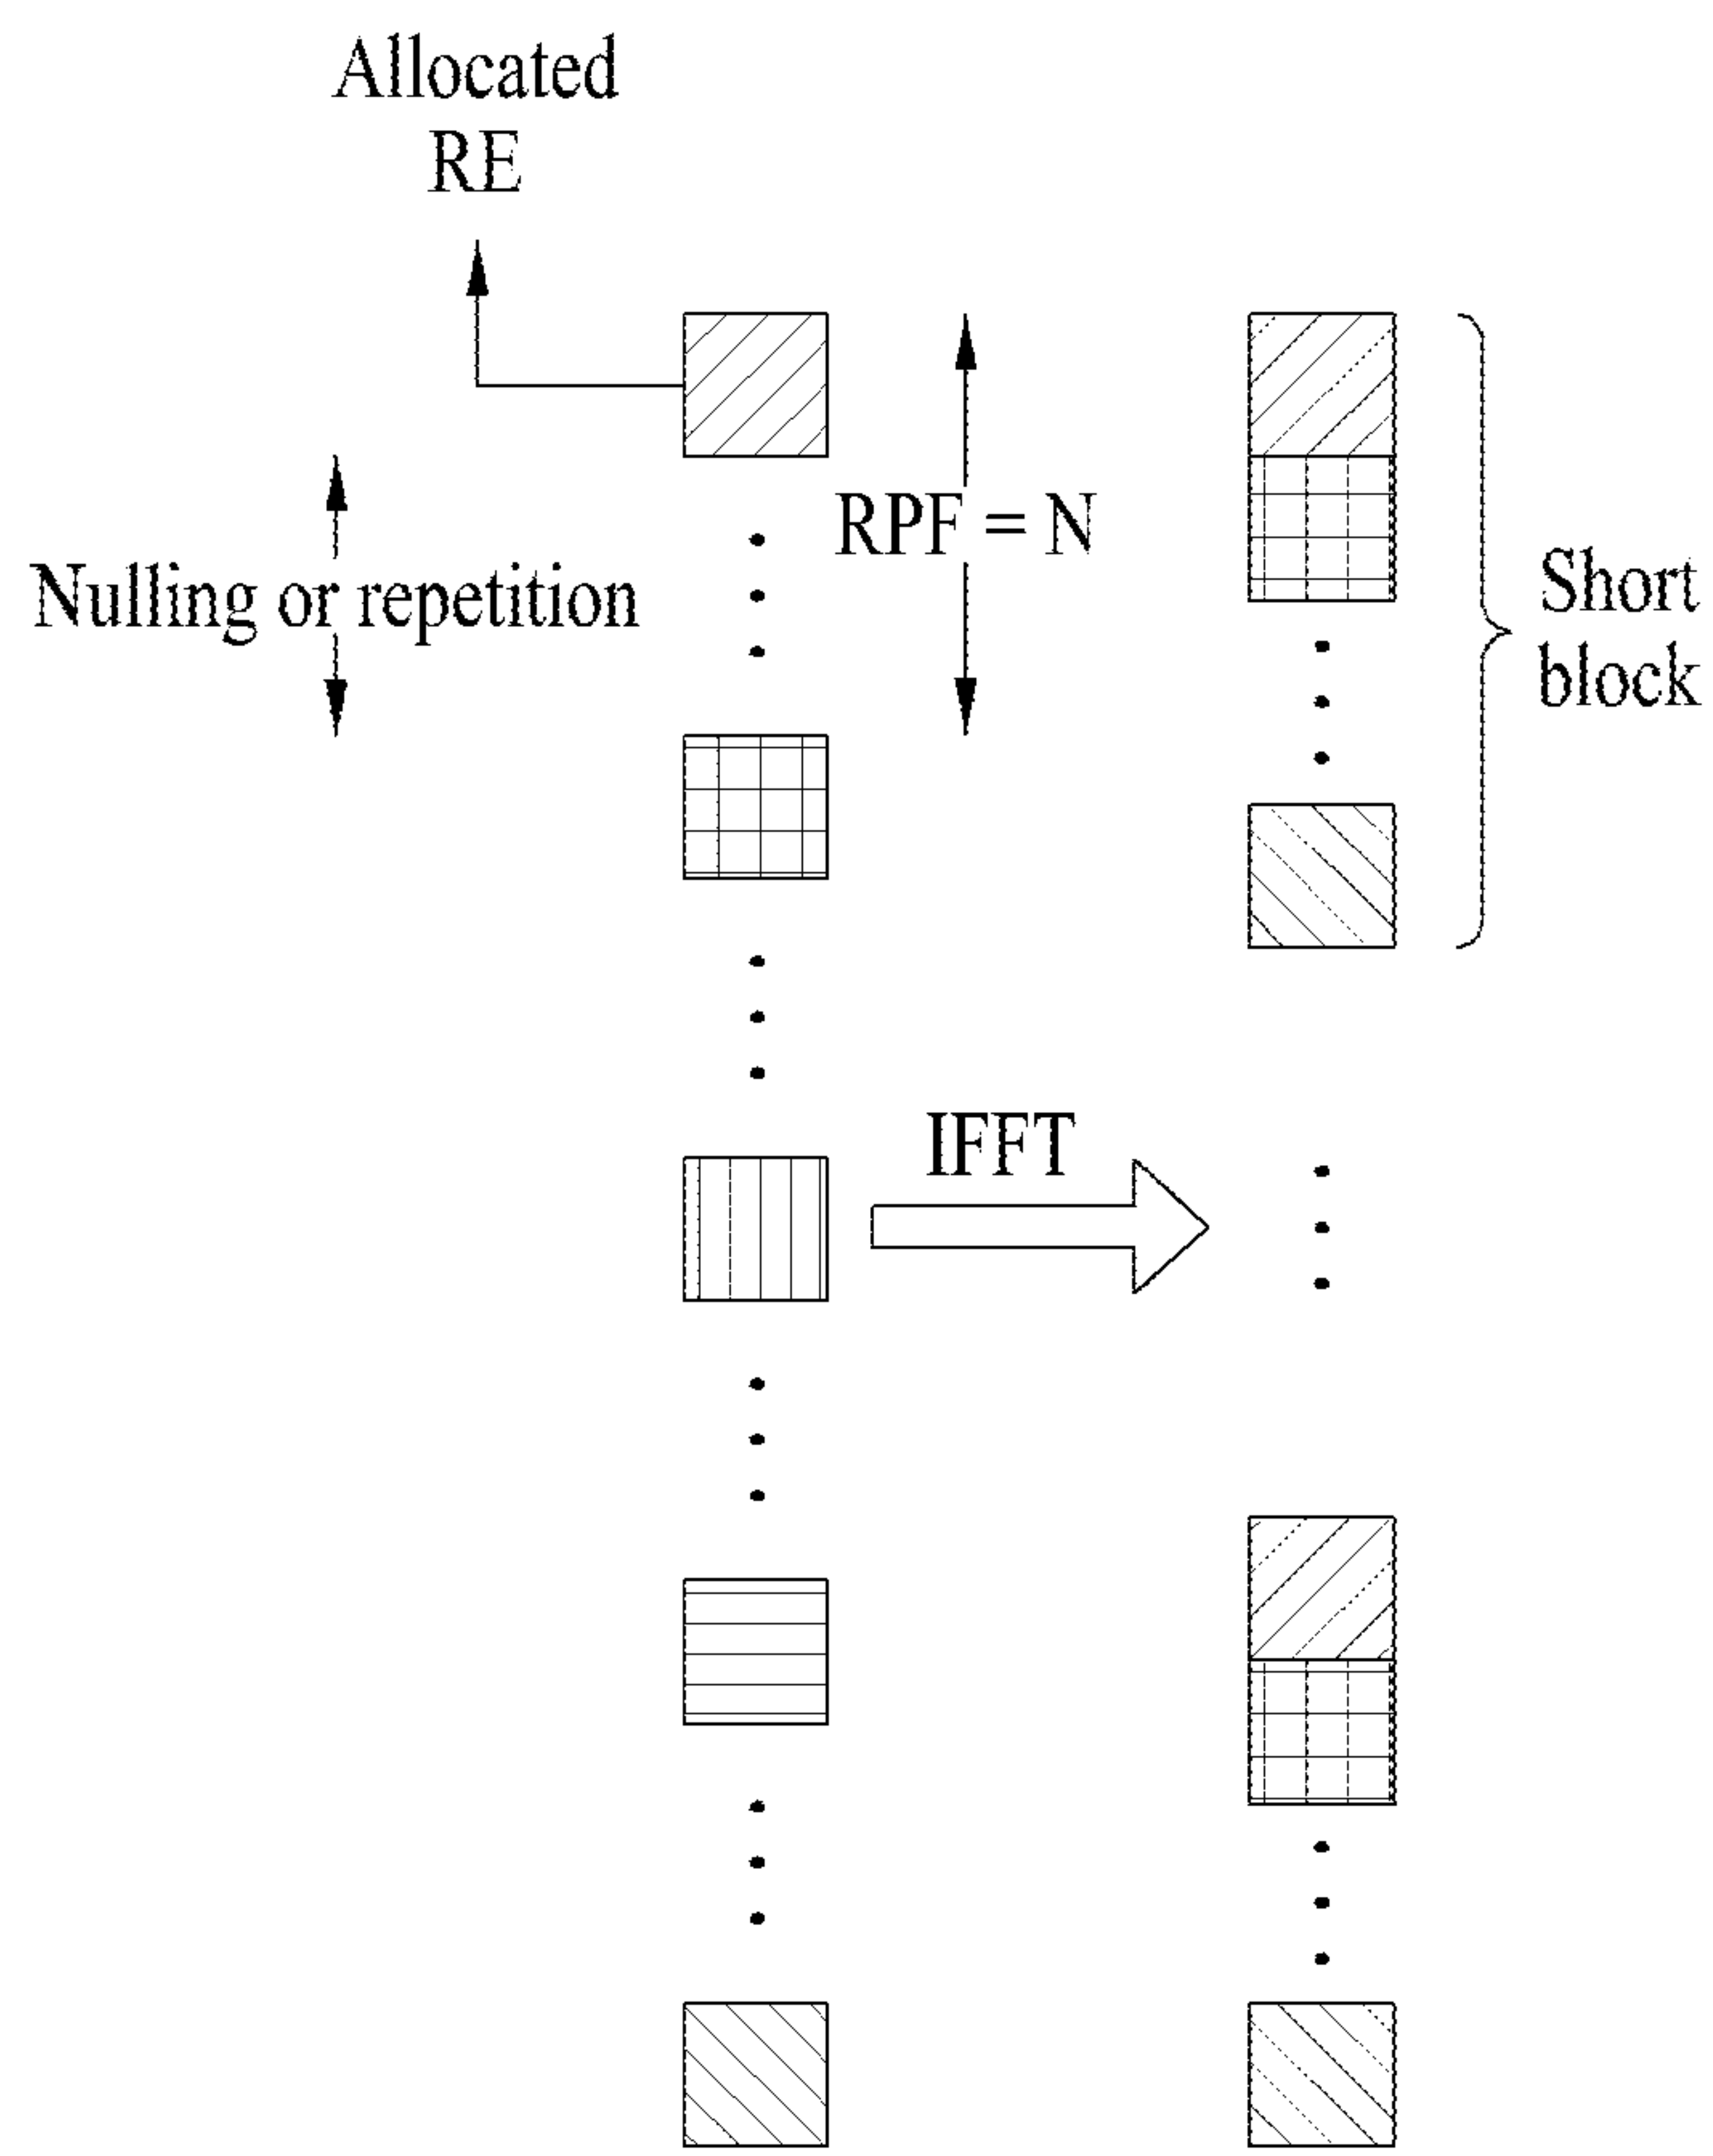 Allocated
RE
RPF = N
Nulling or repetition
Short
block
IFFT